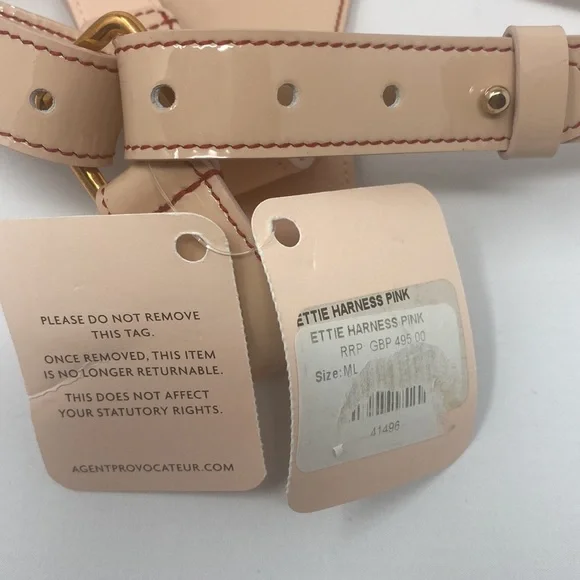 PLEASE DO NOT REMOVE
THIS TAG.
ONCE REMOVED, THIS ITEM
IS NO LONGER RETURNABLE.
THIS DOES NOT AFFECT
YOUR STATUTORY RIGHTS.
AGENTPROVOCATEUR.COM
ETTIE HARNESS PINK
ETTIE HARNESS PINK
RRP GBP 495.00
Size: ML
41496